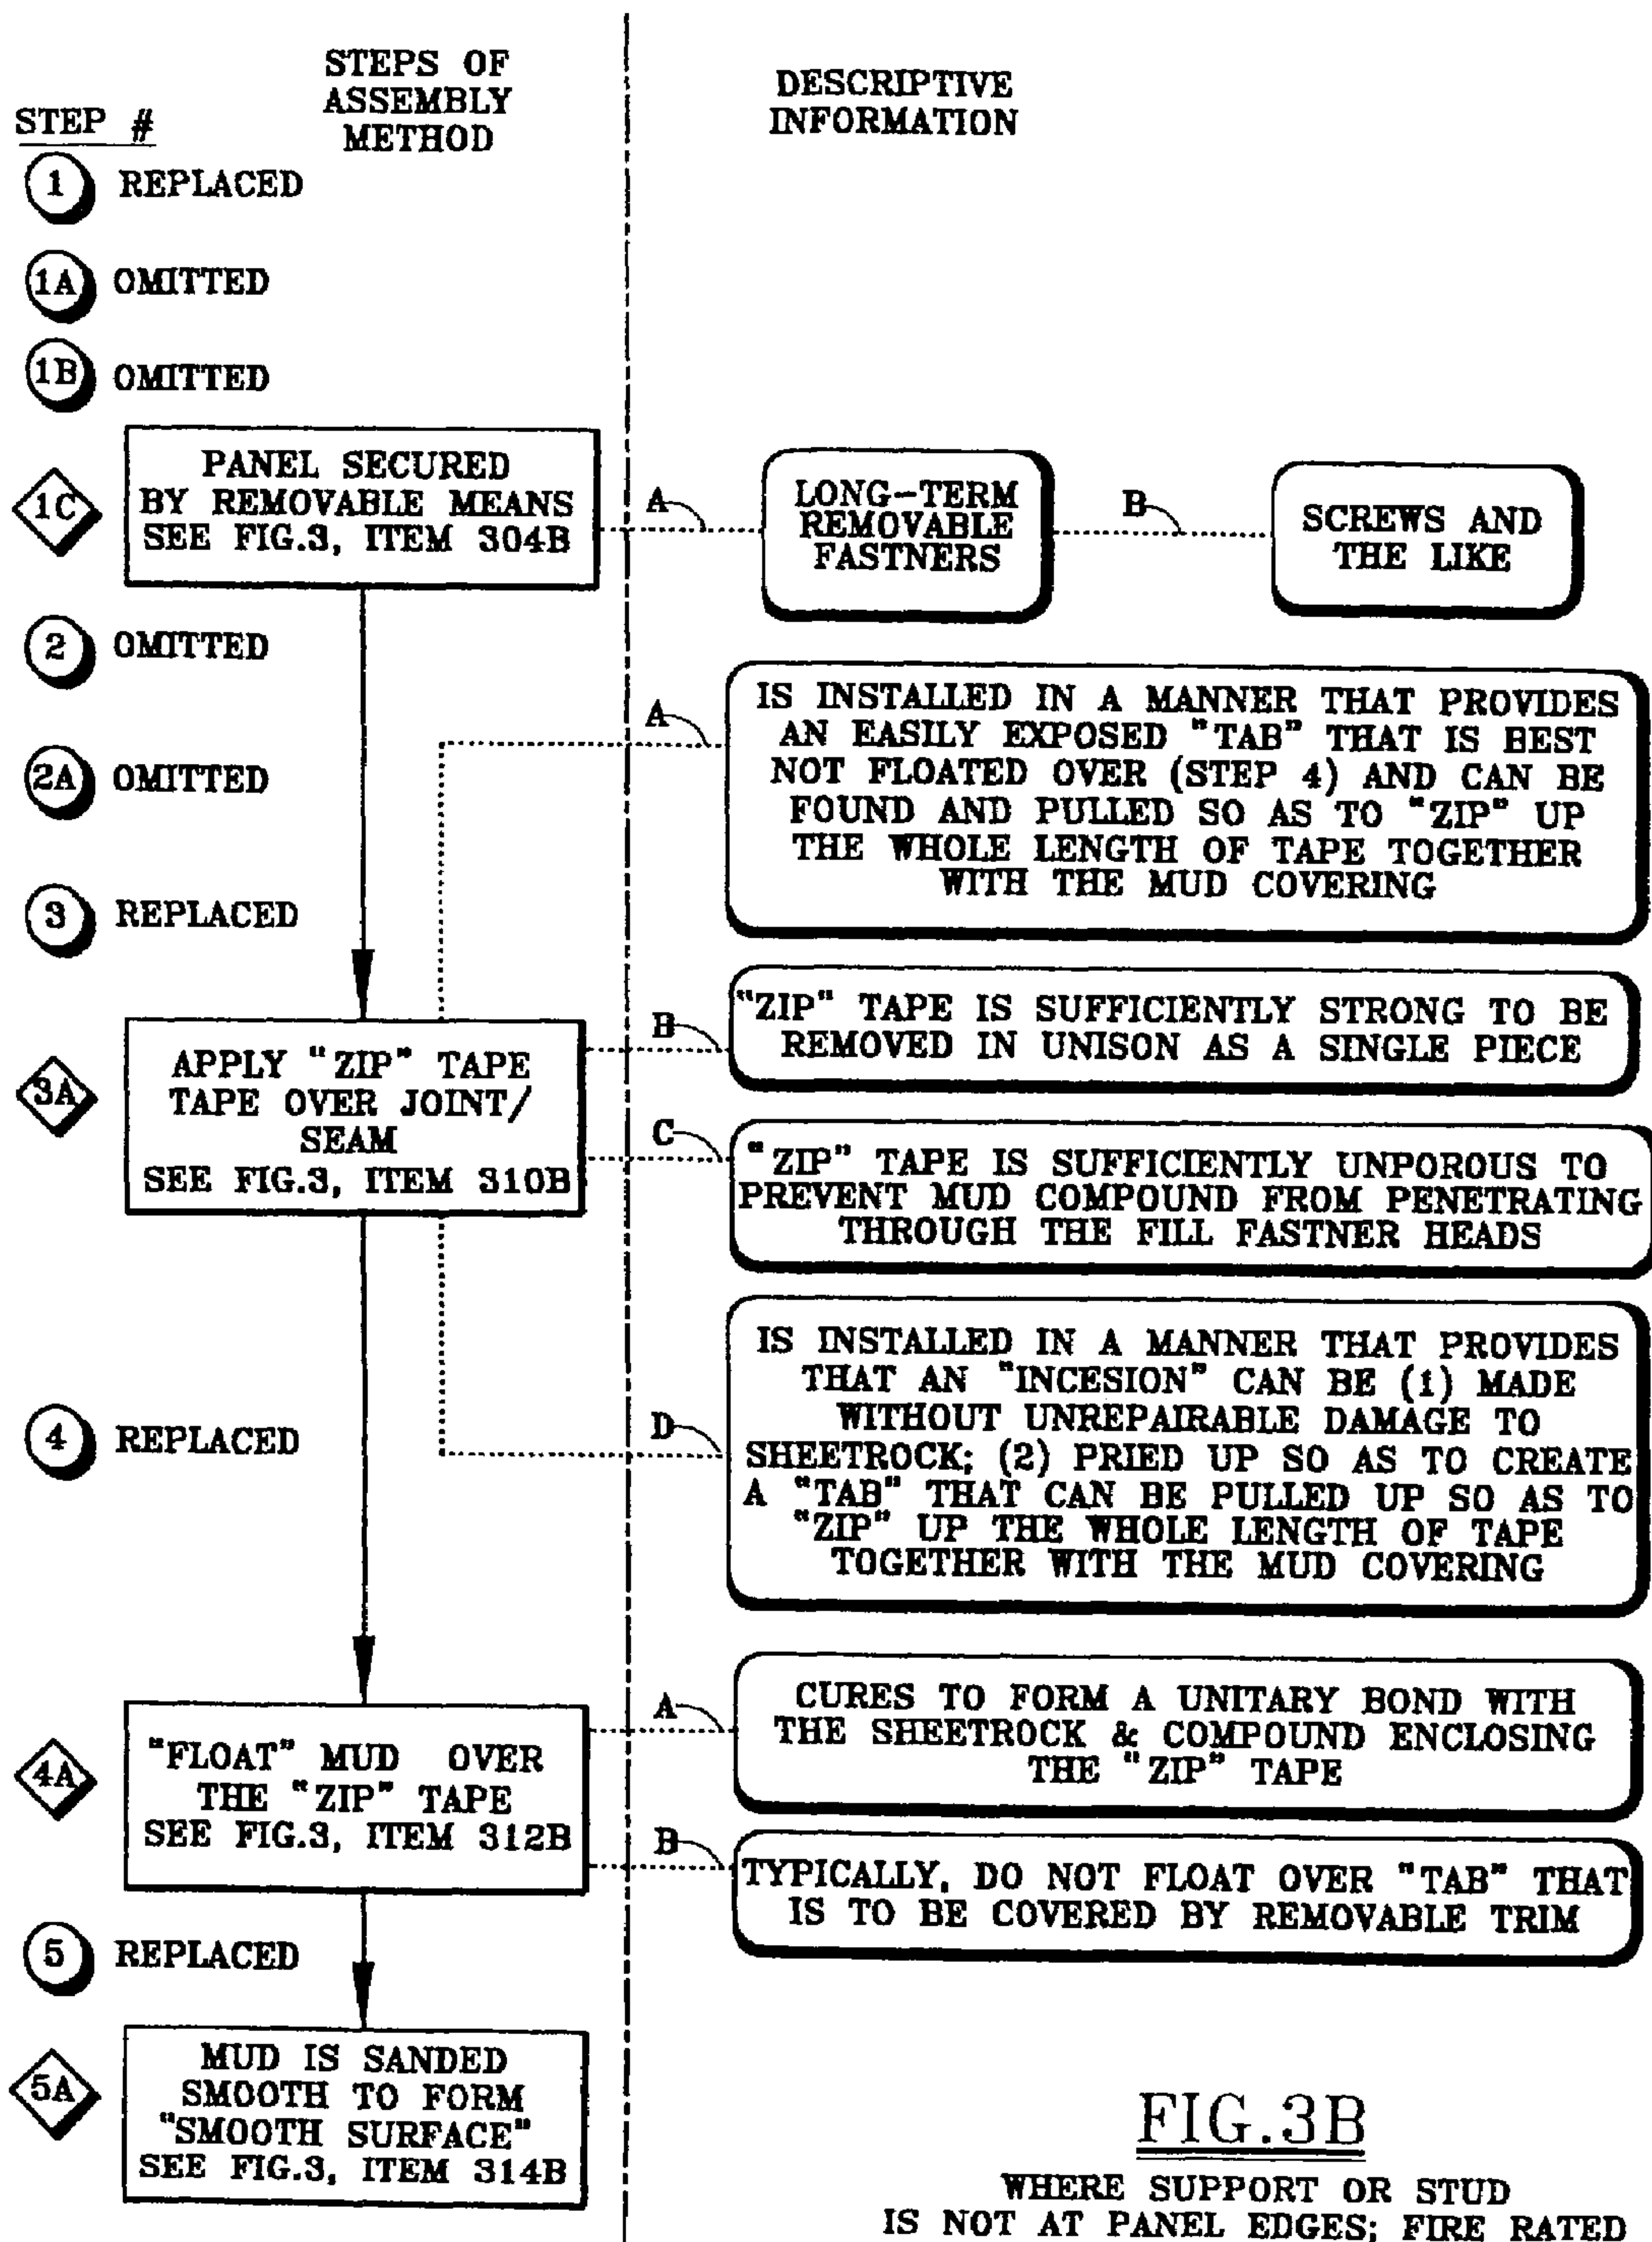 STEPS OF
ASSEMBLY
METHOD
DESCRIPTIVE
INFORMATION
STEP #
1 REPLACED
1A OMITTED
1B OMITTED
1C
PANEL SECURED
BY REMOVABLE MEANS
SEE FIG.3, ITEM 304B
A
LONG-TERM
REMOVABLE
FASTNERS
B
SCREWS AND
THE LIKE
2 OMITTED
2A OMITTED
3 REPLACED
A
IS INSTALLED IN A MANNER THAT PROVIDES
AN EASILY EXPOSED "TAB" THAT IS BEST
NOT FLOATED OVER (STEP 4) AND CAN BE
FOUND AND PULLED SO AS TO "ZIP" UP
THE WHOLE LENGTH OF TAPE TOGETHER
WITH THE MUD COVERING
3A
APPLY "ZIP" TAPE
TAPE OVER JOINT/
SEAM
SEE FIG.3, ITEM 310B
B
"ZIP" TAPE IS SUFFICIENTLY STRONG TO BE
REMOVED IN UNISON AS A SINGLE PIECE
C
"ZIP" TAPE IS SUFFICIENTLY UNPOROUS TO
PREVENT MUD COMPOUND FROM PENETRATING
THROUGH THE FILL FASTNER HEADS
4 REPLACED
D
IS INSTALLED IN A MANNER THAT PROVIDES
THAT AN "INCESION" CAN BE (1) MADE
WITHOUT UNREPAIRABLE DAMAGE TO
SHEETROCK; (2) PRIED UP SO AS TO CREATE
A "TAB" THAT CAN BE PULLED UP SO AS TO
"ZIP" UP THE WHOLE LENGTH OF TAPE
TOGETHER WITH THE MUD COVERING
4A
"FLOAT" MUD OVER
THE "ZIP" TAPE
SEE FIG.3, ITEM 312B
A
CURES TO FORM A UNITARY BOND WITH
THE SHEETROCK & COMPOUND ENCLOSING
THE "ZIP" TAPE
B
TYPICALLY, DO NOT FLOAT OVER "TAB" THAT
IS TO BE COVERED BY REMOVABLE TRIM
5 REPLACED
5A
MUD IS SANDED
SMOOTH TO FORM
"SMOOTH SURFACE"
SEE FIG.3, ITEM 314B
FIG.3B
WHERE SUPPORT OR STUD
IS NOT AT PANEL EDGES; FIRE RATED